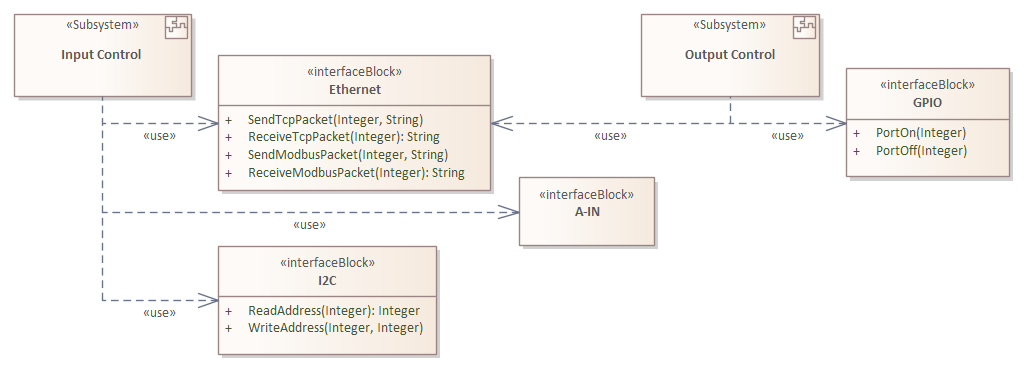 «Subsystem»
Input Control
«Subsystem»
Output Control
«interfaceBlock»
Ethernet
+ SendTcpPacket(Integer, String)
+ ReceiveTcpPacket(Integer): String
+ SendModbusPacket(Integer, String)
+ ReceiveModbusPacket(Integer): String
«interfaceBlock»
GPIO
+ PortOn(Integer)
+ PortOff(Integer)
«use»
«use»
«use»
«interfaceBlock»
A-IN
«use»
«interfaceBlock»
I2C
+ ReadAddress(Integer): Integer
+ WriteAddress(Integer, Integer)
«use»